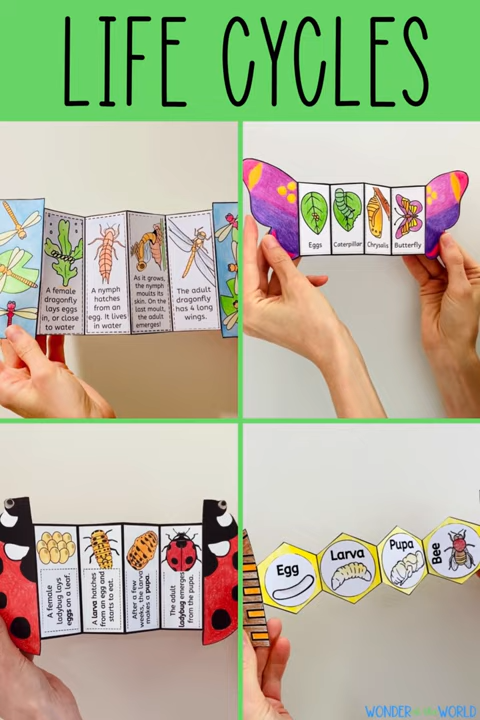 LIFE CYCLES
A female
dragonfly
lays eggs
in, or close
to water
A nymph
hatches
from an
egg. It lives
in water
As it grows,
the nymph
moults its
skin. On the
last moult,
the adult
emerges!
The adult
dragonfly
has 4 long
wings.
Eggs
Caterpillar
Chrysalis
Butterfly
A female
ladybug lays
eggs on a leaf.
A larva hatches
from an egg and
starts to eat.
After a few
weeks, the larva
makes a pupa.
The adult
ladybug emerges
from the pupa.
Egg
Larva
Pupa
Bee
WONDER IN THE WORLD